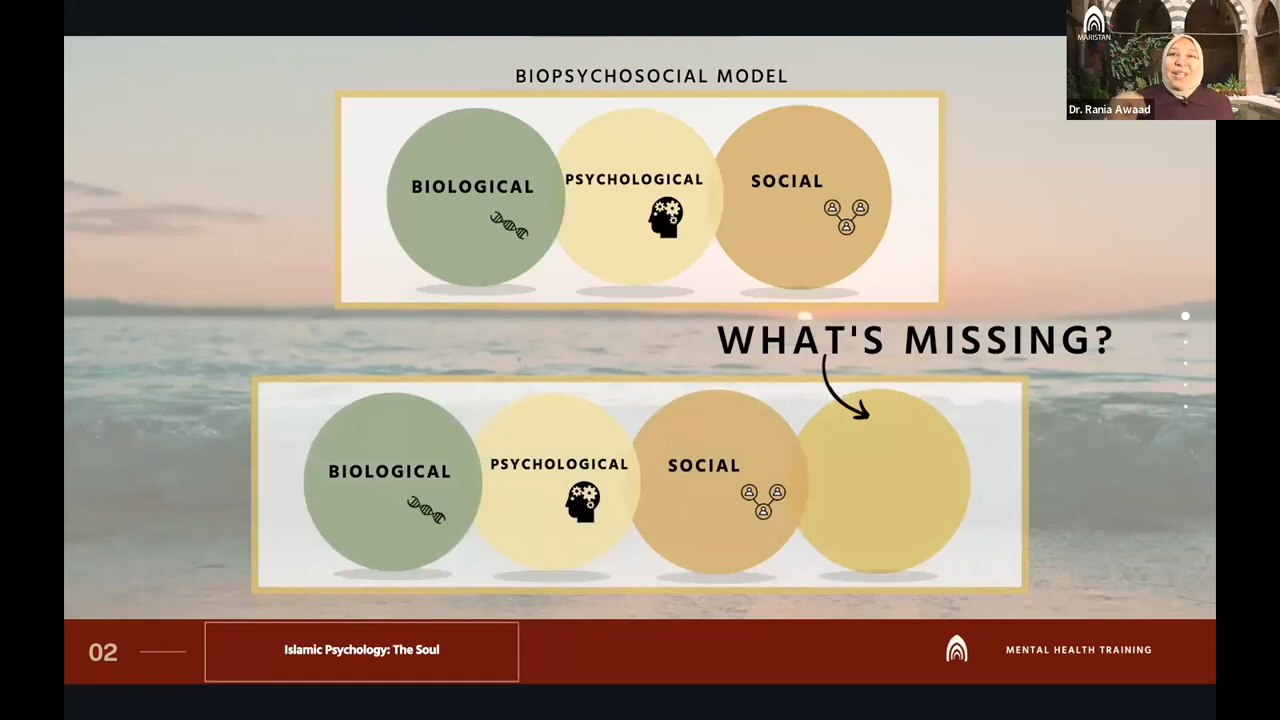 MARISTAN
Dr. Rania Awaad
BIOPSYCHOSOCIAL MODEL
BIOLOGICAL
PSYCHOLOGICAL
SOCIAL
WHAT'S MISSING?
BIOLOGICAL
PSYCHOLOGICAL
SOCIAL
02
Islamic Psychology: The Soul
MENTAL HEALTH TRAINING